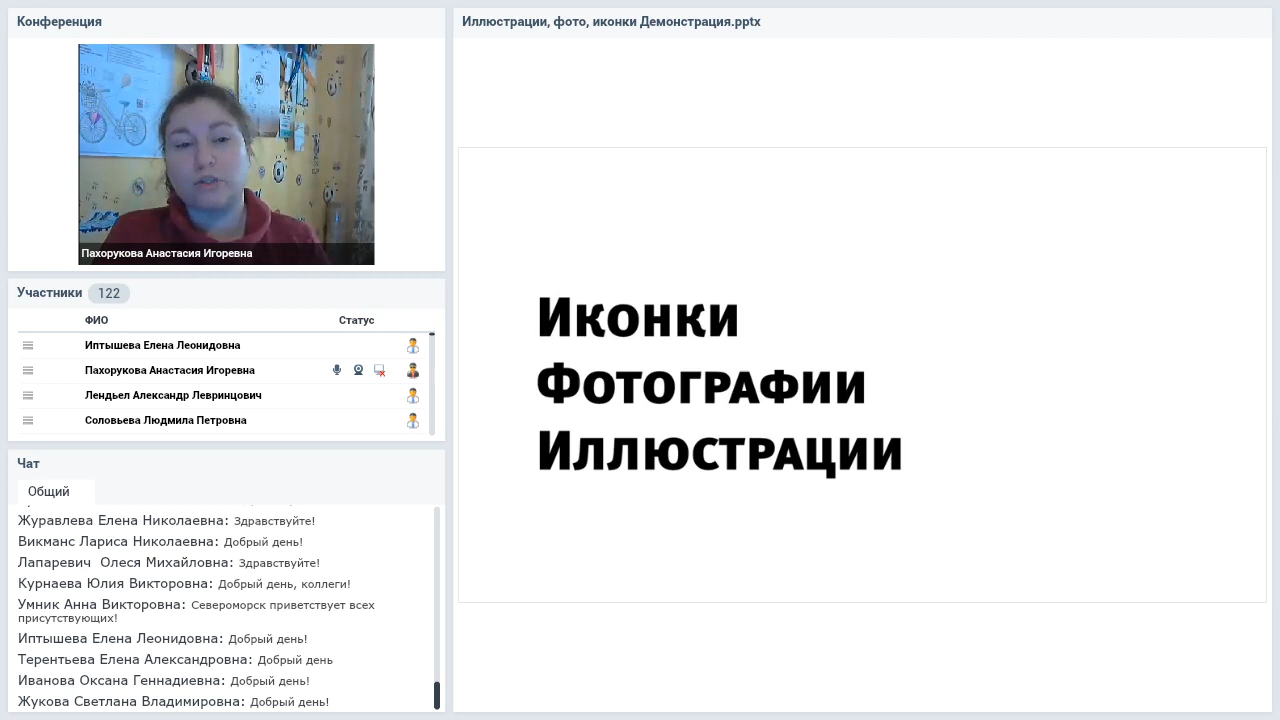 Конференция
Пахорукова Анастасия Игоревна
Участники 122
ФИО Статус
Иптышева Елена Леонидовна
Пахорукова Анастасия Игоревна
Лендьел Александр Левринцович
Соловьева Людмила Петровна
Чат
Общий
Журавлева Елена Николаевна: Здравствуйте!
Викманс Лариса Николаевна: Добрый день!
Лапаревич  Олеся Михайловна: Здравствуйте!
Курнаева Юлия Викторовна: Добрый день, коллеги!
Умник Анна Викторовна: Североморск приветствует всех
присутствующих!
Иптышева Елена Леонидовна: Добрый день!
Терентьева Елена Александровна: Добрый день
Иванова Оксана Геннадиевна: Добрый день!
Жукова Светлана Владимировна: Добрый день!
Иллюстрации, фото, иконки Демонстрация.pptx
Иконки
Фотографии
Иллюстрации